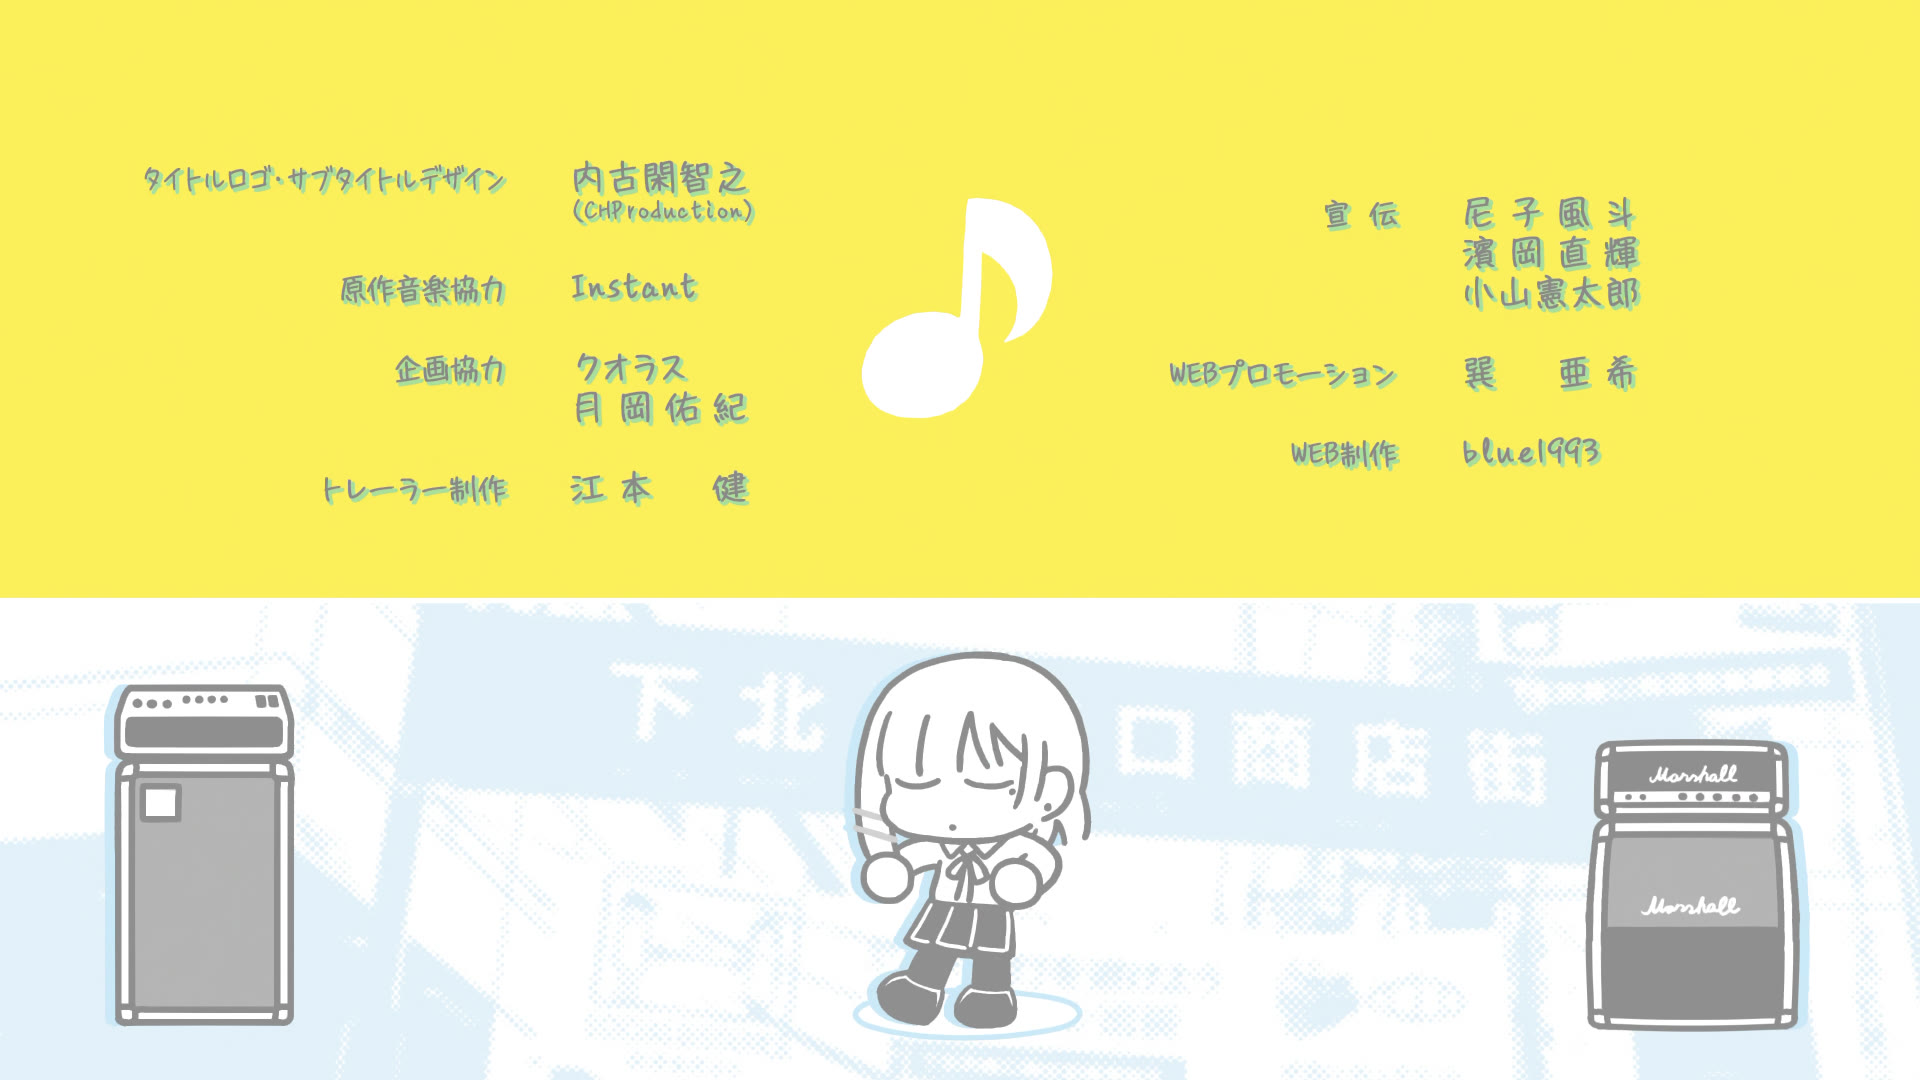 タイトルロゴ・サブタイトルデザイン 内古閑智之
(CHProduction)
原作音楽協力 Instant
企画協力 クオラス
月岡佑紀
トレーラー制作 江本 健
宣伝 尼子風斗
濱岡直輝
小山憲太郎
WEBプロモーション 巽 亜希
WEB制作 blue1993
下北 口商店街
Marshall
Marshall